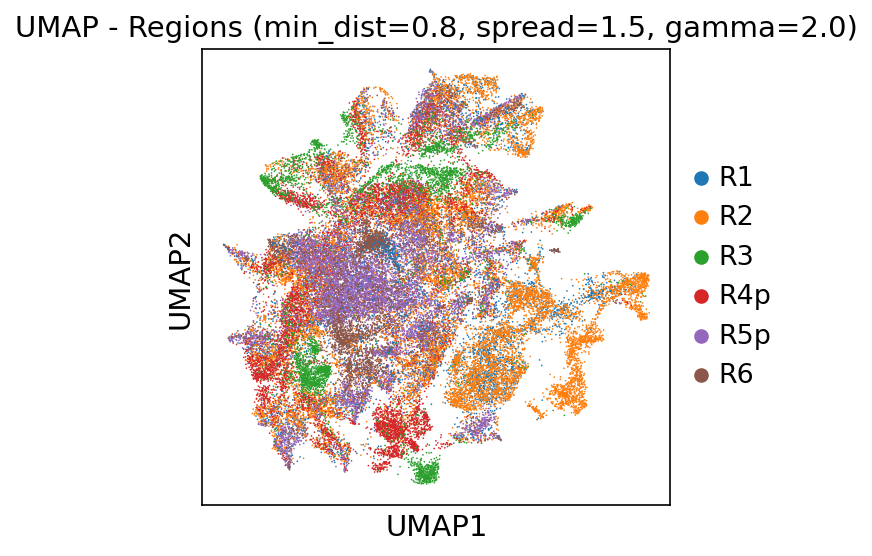 UMAP - Regions (min_dist=0.8, spread=1.5, gamma=2.0)
UMAP2
R1
R2
R3
R4p
R5p
R6
UMAP1